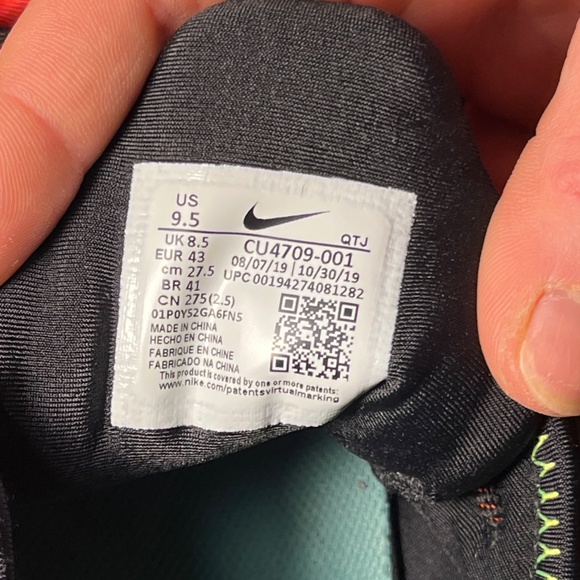 US
9.5
QTJ
UK 8.5
CU4709-001
EUR 43
08/07/19 | 10/30/19
cm 27.5
UPC 00194274081282
BR 41
CN 275(2.5)
01P0Y52GA6FN5
MADE IN CHINA
HECHO EN CHINA
FABRIQUE EN CHINE
FABRICADO NA CHINA
This product is covered by one or more patents:
www.nike.com/patentsvirtualmarking